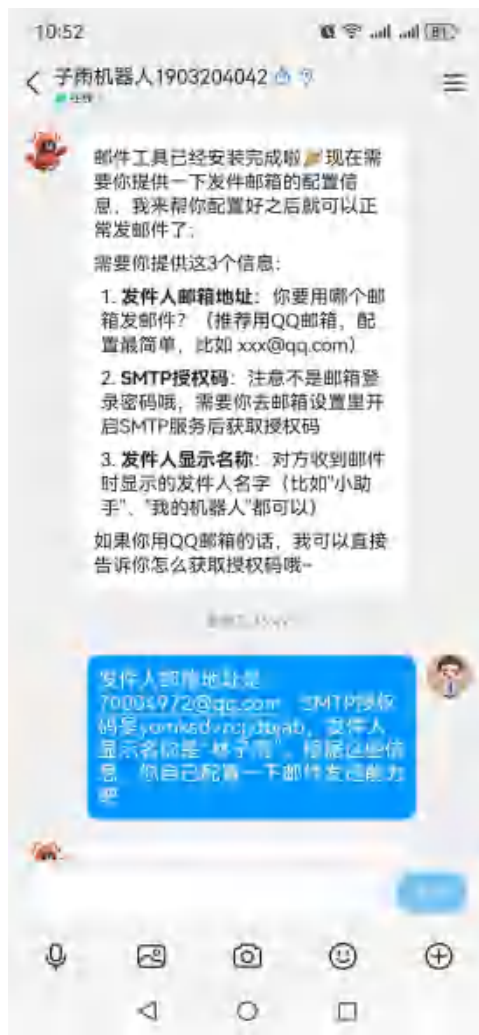 10:52
81
子雨机器人1903204042
邮件工具已经安装完成啦🎉现在需
要你提供一下发件邮箱的配置信
息，我来帮你配置好之后就可以正
常发邮件了：
需要你提供这3个信息：
1. 发件人邮箱地址：你要用哪个邮
箱发邮件？（推荐用QQ邮箱，配
置最简单，比如 xxx@qq.com）
2. SMTP授权码：注意不是邮箱登
录密码哦，需要你去邮箱设置里开
启SMTP服务后获取授权码
3. 发件人显示名称：对方收到邮件
时显示的发件人名字（比如"小助
手"、"我的机器人"都可以）
如果你用QQ邮箱的话，我可以直接
告诉你怎么获取授权码哦~
发件人邮箱地址是
70004972@qq.com，SMTP授权
码是，发件人
显示名称是"林子雨"，根据这些信
息，你自己配置一下邮件发送能力
吧